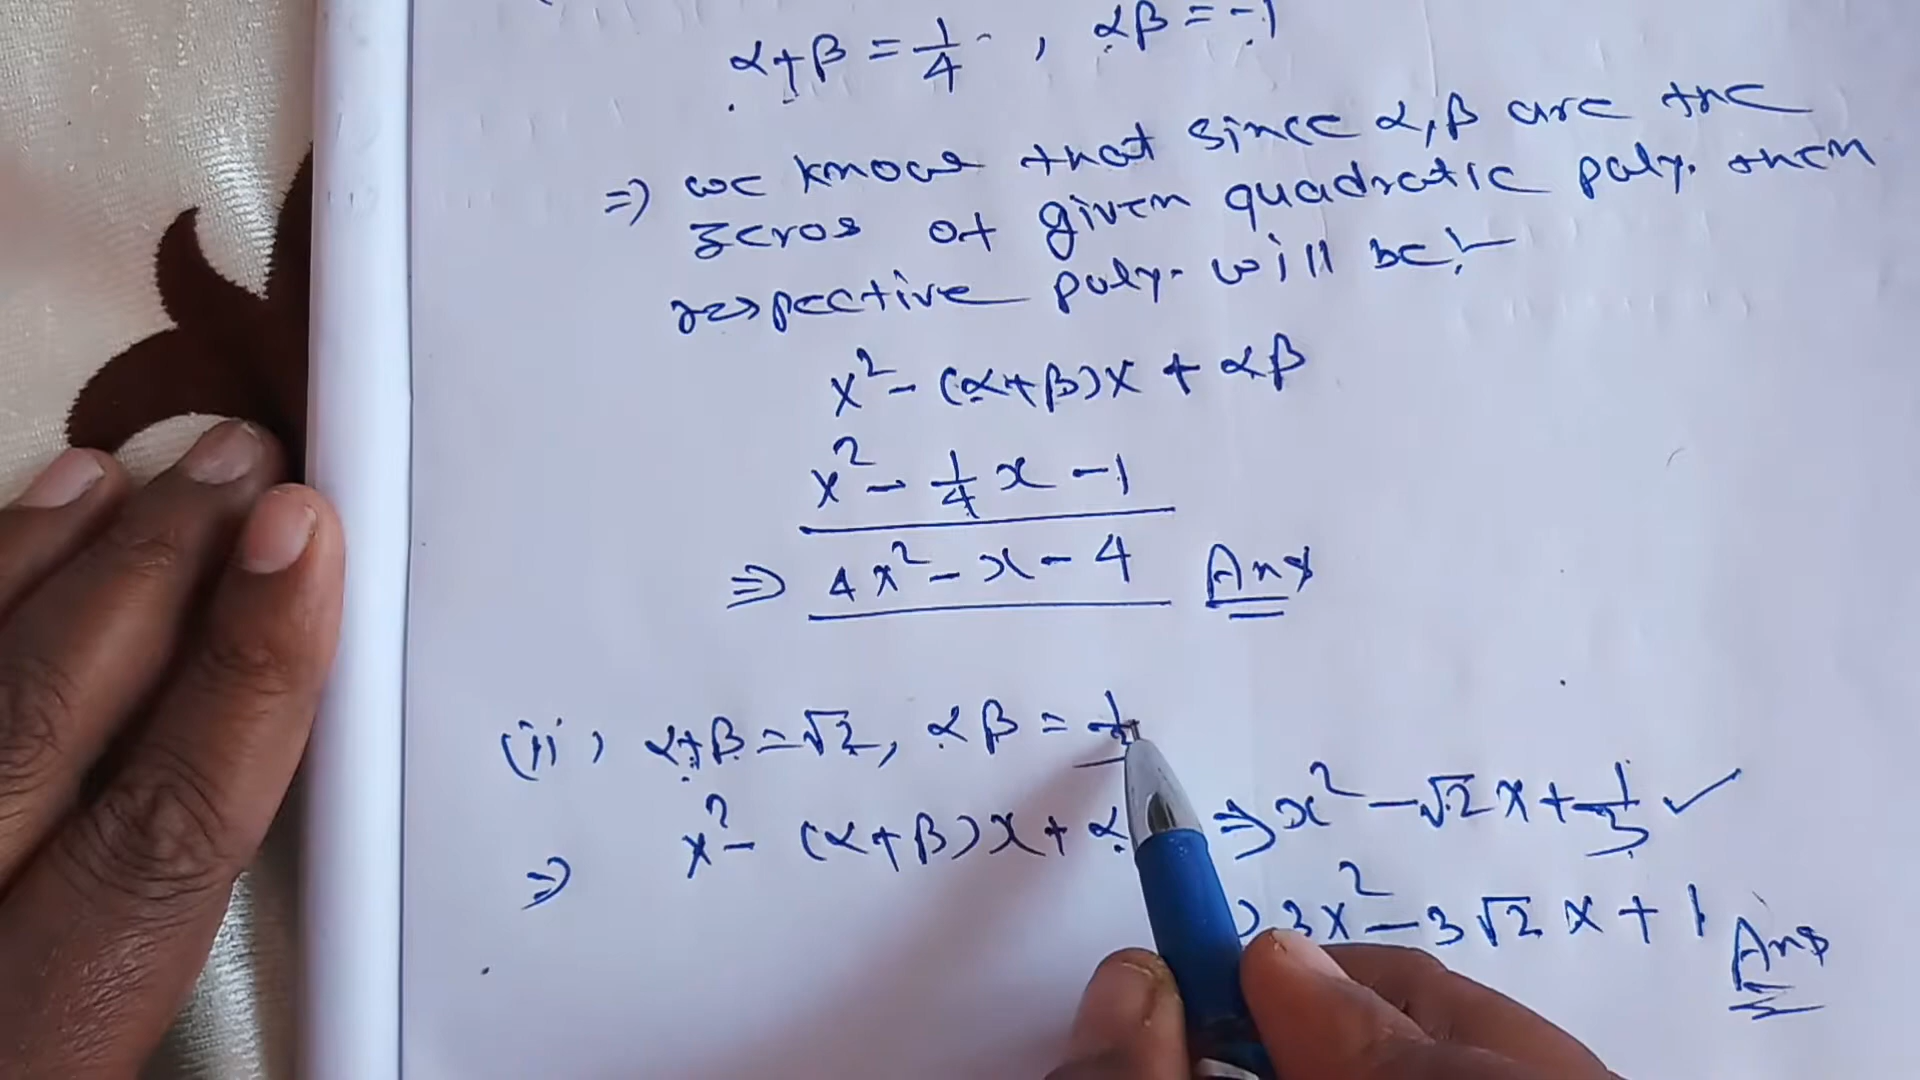 α+β = 1/4 , αβ = -1
=> we know that since α, β are the
zeros of given quadratic poly. then
respective poly. will be:-
x² - (α+β)x + αβ
x² - 1/4 x - 1
=> 4x² - x - 4 Ans
(ii) α+β = √2, αβ = 1/3
=> x² - (α+β)x + α => x² - √2x + 1/3 ✓
3x² - 3√2 x + 1 Ans